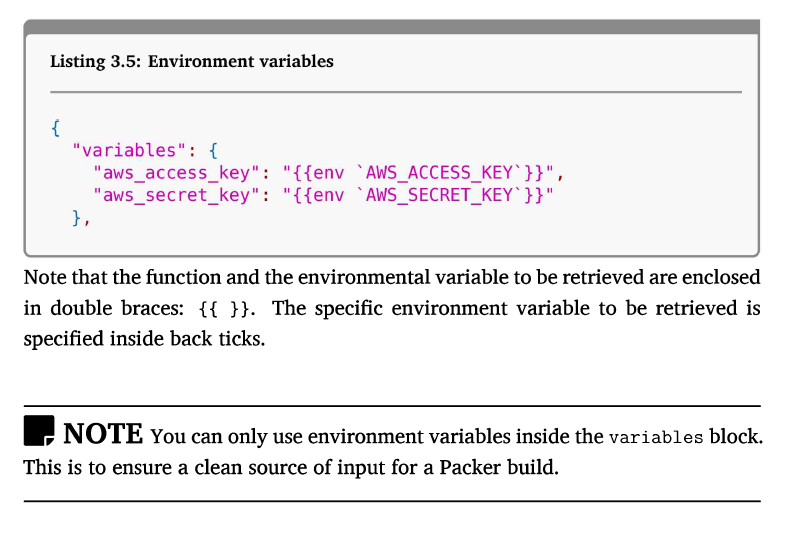 Listing 3.5: Environment variables
{
"variables": {
"aws_access_key": "{{env `AWS_ACCESS_KEY`}}",
"aws_secret_key": "{{env `AWS_SECRET_KEY`}}"
},
Note that the function and the environmental variable to be retrieved are enclosed
in double braces: {{ }}. The specific environment variable to be retrieved is
specified inside back ticks.
NOTE You can only use environment variables inside the variables block.
This is to ensure a clean source of input for a Packer build.